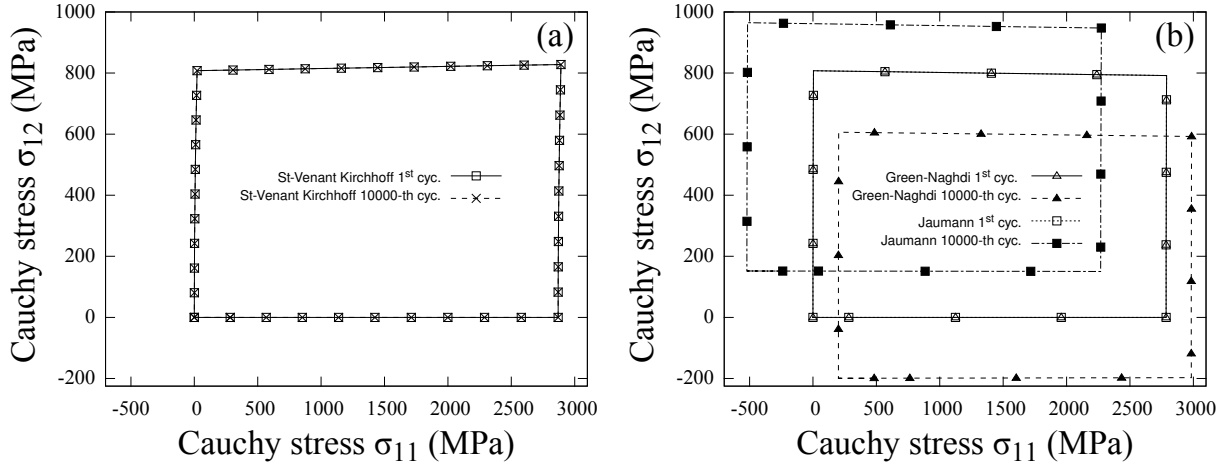 1000
800
600
400
200
0
-200
Cauchy stress σ12 (MPa)
(a)
St-Venant Kirchhoff 1st cyc.
St-Venant Kirchhoff 10000-th cyc.
-500 0 500 1000 1500 2000 2500 3000
Cauchy stress σ11 (MPa)
1000
800
600
400
200
0
-200
Cauchy stress σ12 (MPa)
(b)
Green-Naghdi 1st cyc.
Green-Naghdi 10000-th cyc.
Jaumann 1st cyc.
Jaumann 10000-th cyc.
-500 0 500 1000 1500 2000 2500 3000
Cauchy stress σ11 (MPa)